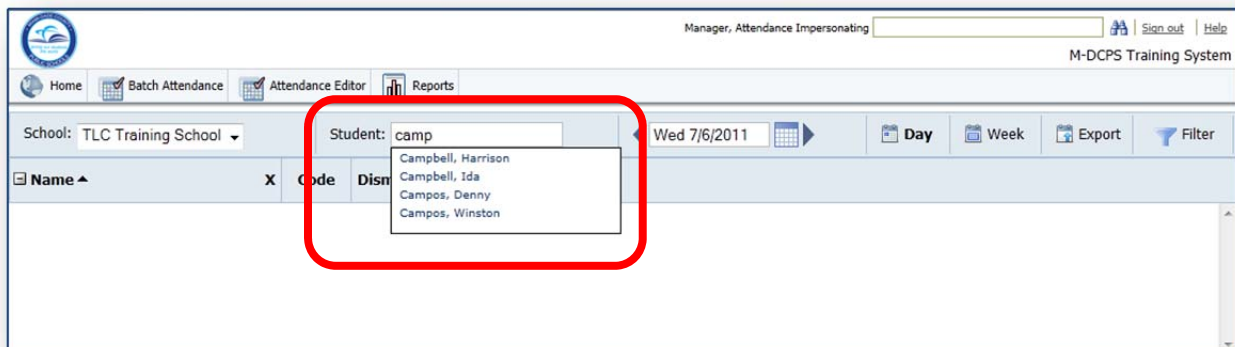 Manager, Attendance Impersonating
Sign out | Help
M-DCPS Training System
Home Batch Attendance Attendance Editor Reports
School: TLC Training School Student: camp Wed 7/6/2011 Day Week Export Filter
Name X Code Dism
Campbell, Harrison
Campbell, Ida
Campos, Denny
Campos, Winston